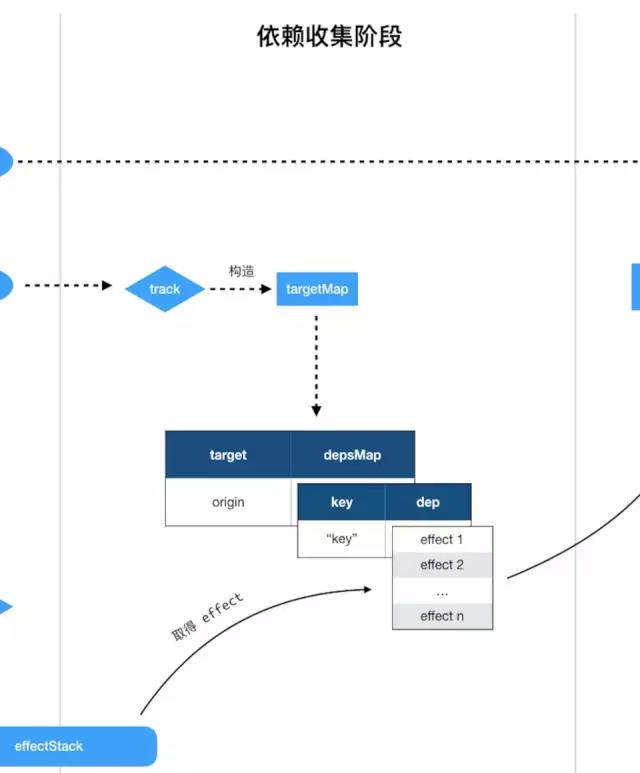 依赖收集阶段
构造
track
targetMap
target
depsMap
origin
key
dep
“key”
effect 1
effect 2
...
effect n
取得 effect
effectStack